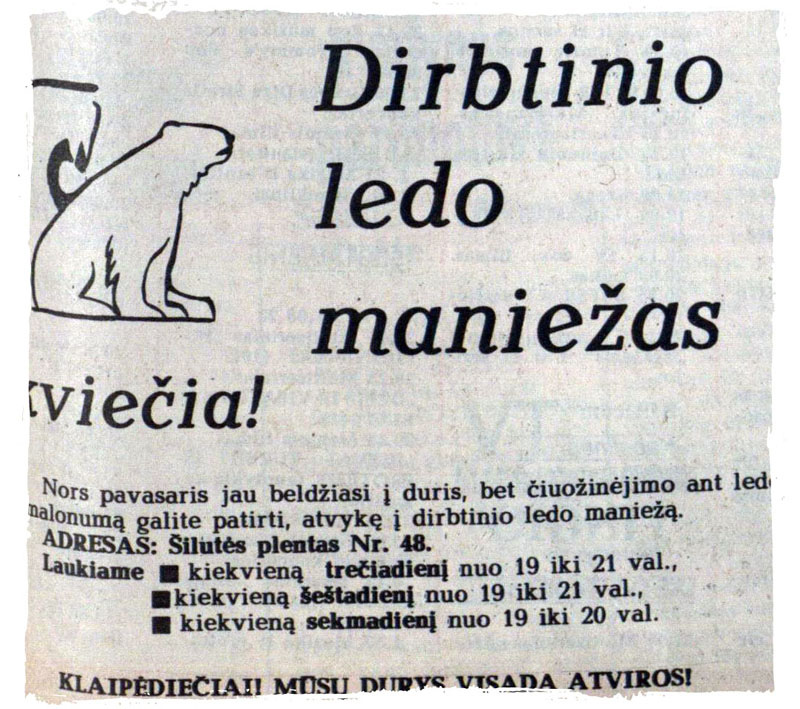 Dirbtinio
ledo
maniežas
kviečia!
Nors pavasaris jau beldžiasi į duris, bet čiuožinėjimo ant ledo
malonumą galite patirti, atvykę į dirbtinio ledo maniežą.
ADRESAS: Šilutės plentas Nr. 48.
Laukiame ■ kiekvieną trečiadienį nuo 19 iki 21 val.,
■ kiekvieną šeštadienį nuo 19 iki 21 val.,
■ kiekvieną sekmadienį nuo 19 iki 20 val.
KLAIPĖDIEČIAI! MŪSU DURYS VISADA ATVIROS!